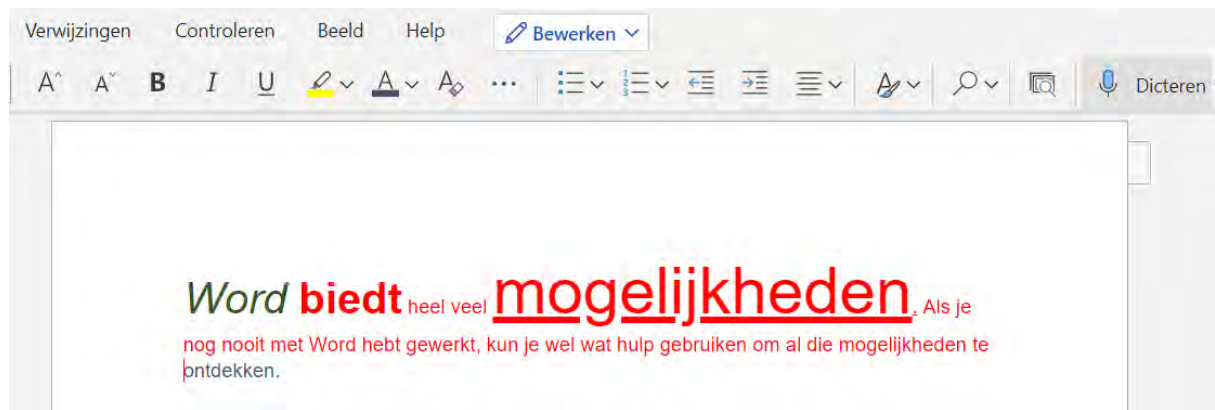 Verwijzingen Controleren Beeld Help Bewerken
A^ Aˇ B I U A A ... Dicteren
Word biedt heel veel mogelijkheden. Als je
nog nooit met Word hebt gewerkt, kun je wel wat hulp gebruiken om al die mogelijkheden te
ontdekken.